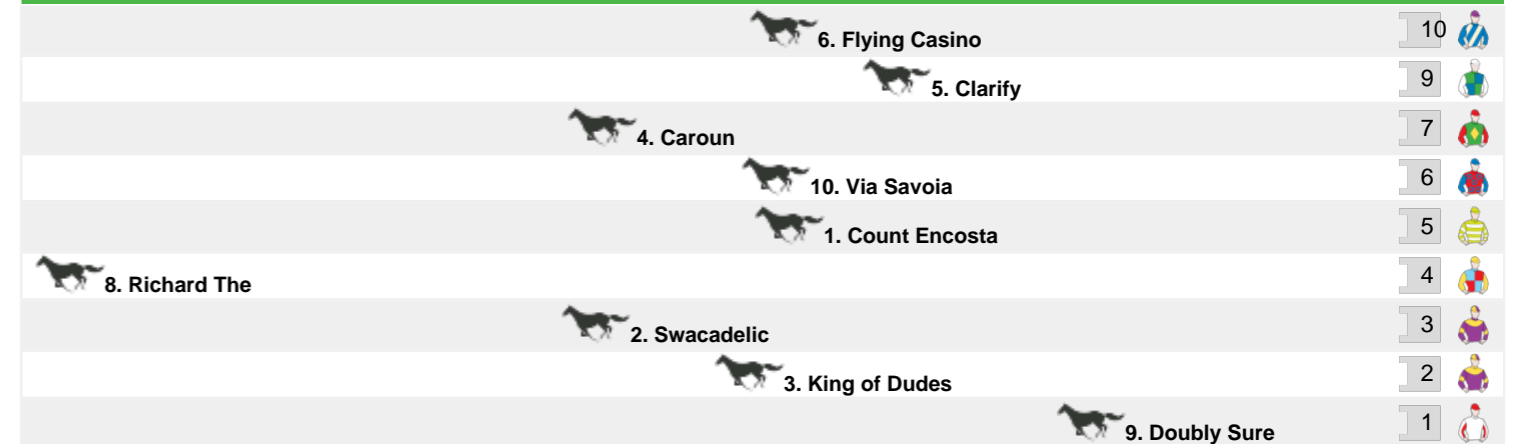 6. Flying Casino 10
5. Clarify 9
4. Caroun 7
10. Via Savoia 6
1. Count Encosta 5
8. Richard The 4
2. Swacadelic 3
3. King of Dudes 2
9. Doubly Sure 1